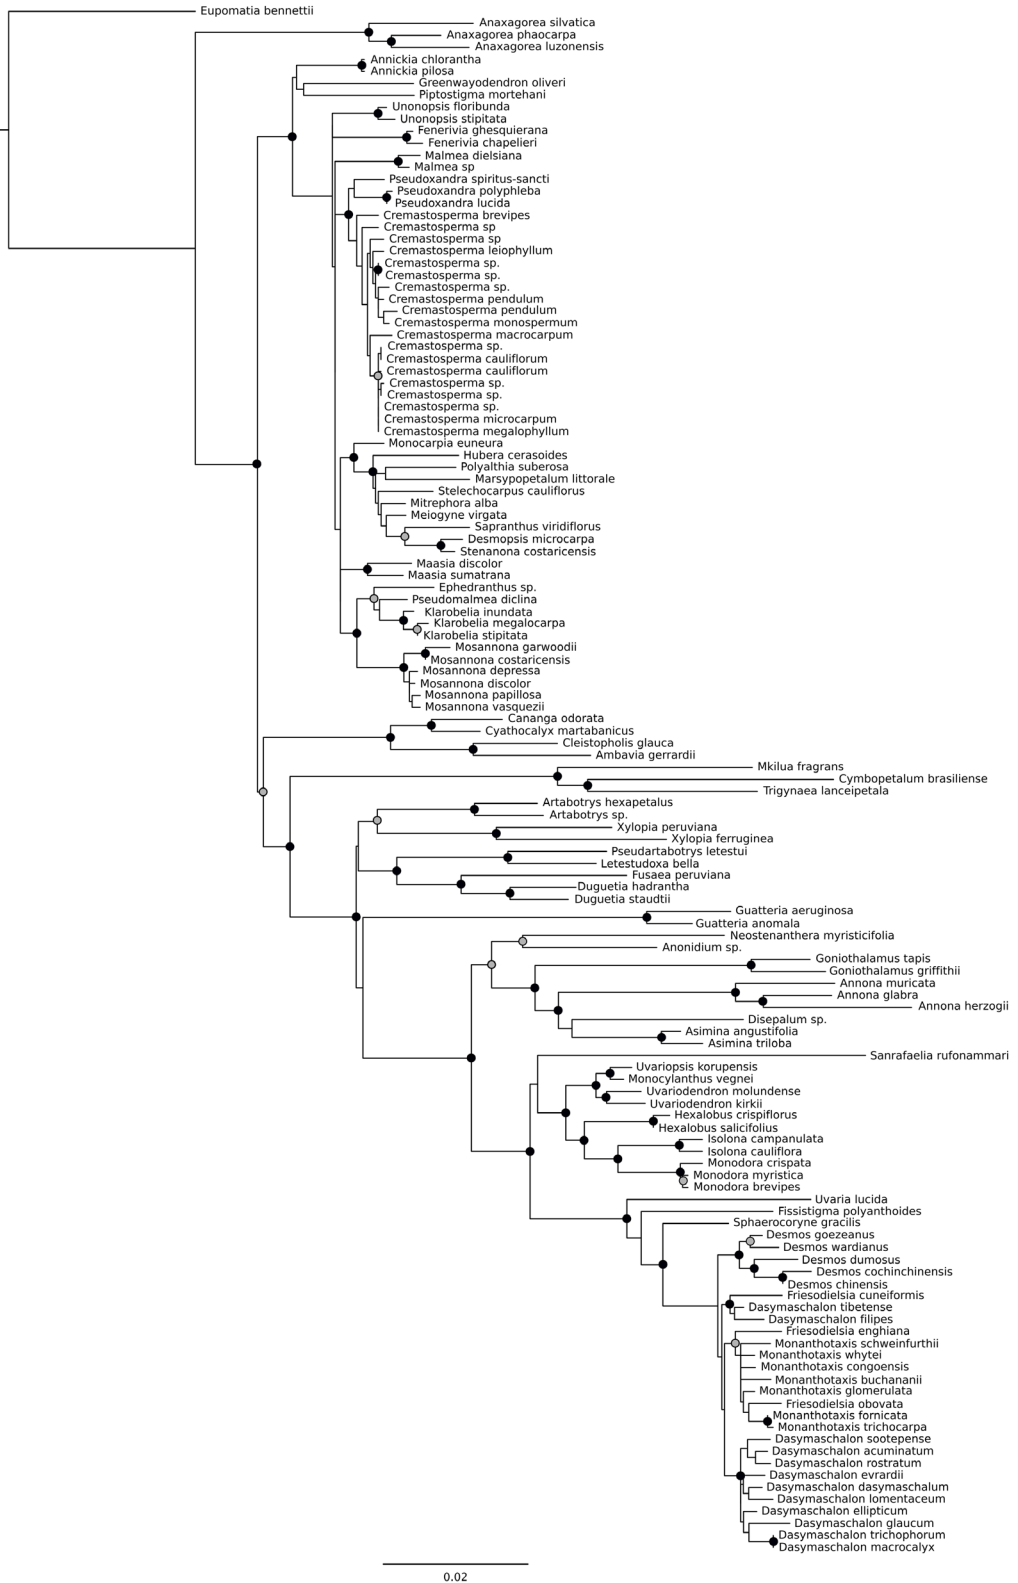 Eupomatia bennettii
Anaxagorea silvatica
Anaxagorea phaocarpa
Anaxagorea luzonensis
Annickia chlorantha
Annickia pilosa
Greenwayodendron oliveri
Piptostigma mortehani
Unonopsis floribunda
Unonopsis stipitata
Fenerivia ghesquierana
Fenerivia chapelieri
Malmea dielsiana
Malmea sp
Pseudoxandra spiritus-sancti
Pseudoxandra polyphleba
Pseudoxandra lucida
Cremastosperma brevipes
Cremastosperma sp
Cremastosperma sp
Cremastosperma leiophyllum
Cremastosperma sp.
Cremastosperma sp.
Cremastosperma sp.
Cremastosperma pendulum
Cremastosperma pendulum
Cremastosperma monospermum
Cremastosperma macrocarpum
Cremastosperma sp.
Cremastosperma cauliflorum
Cremastosperma cauliflorum
Cremastosperma sp.
Cremastosperma sp.
Cremastosperma sp.
Cremastosperma microcarpum
Cremastosperma megalophyllum
Monocarpia euneura
Hubera cerasoides
Polyalthia suberosa
Marsypopetalum littorale
Stelechocarpus cauliflorus
Mitrephora alba
Meiogyne virgata
Sapranthus viridiflorus
Desmopsis microcarpa
Stenanona costaricensis
Maasia discolor
Maasia sumatrana
Ephedranthus sp.
Pseudomalmea diclina
Klarobelia inundata
Klarobelia megalocarpa
Klarobelia stipitata
Mosannona garwoodii
Mosannona costaricensis
Mosannona depressa
Mosannona discolor
Mosannona papillosa
Mosannona vasquezii
Cananga odorata
Cyathocalyx martabanicus
Cleistopholis glauca
Ambavia gerrardii
Mkilua fragrans
Cymbopetalum brasiliense
Trigynaea lanceipetala
Artabotrys hexapetalus
Artabotrys sp.
Xylopia peruviana
Xylopia ferruginea
Pseudartabotrys letestui
Letestudoxa bella
Fusaea peruviana
Duguetia hadrantha
Duguetia staudtii
Guatteria aeruginosa
Guatteria anomala
Neostenanthera myristicifolia
Anonidium sp.
Goniothalamus tapis
Goniothalamus griffithii
Annona muricata
Annona glabra
Annona herzogii
Disepalum sp.
Asimina angustifolia
Asimina triloba
Sanrafaelia rufonammari
Uvariopsis korupensis
Monocylanthus vegnei
Uvariodendron molundense
Uvariodendron kirkii
Hexalobus crispiflorus
Hexalobus salicifolius
Isolona campanulata
Isolona cauliflora
Monodora crispata
Monodora myristica
Monodora brevipes
Uvaria lucida
Fissistigma polyanthoides
Sphaerocoryne gracilis
Desmos goezeanus
Desmos wardianus
Desmos dumosus
Desmos cochinchinensis
Desmos chinensis
Friesodielsia cuneiformis
Dasymaschalon tibetense
Dasymaschalon filipes
Friesodielsia enghiana
Monanthotaxis schweinfurthii
Monanthotaxis whytei
Monanthotaxis congoensis
Monanthotaxis buchananii
Monanthotaxis glomerulata
Friesodielsia obovata
Monanthotaxis fornicata
Monanthotaxis trichocarpa
Dasymaschalon sootepense
Dasymaschalon acuminatum
Dasymaschalon rostratum
Dasymaschalon evrardii
Dasymaschalon dasymaschalum
Dasymaschalon lomentaceum
Dasymaschalon ellipticum
Dasymaschalon glaucum
Dasymaschalon trichophorum
Dasymaschalon macrocalyx
0.02